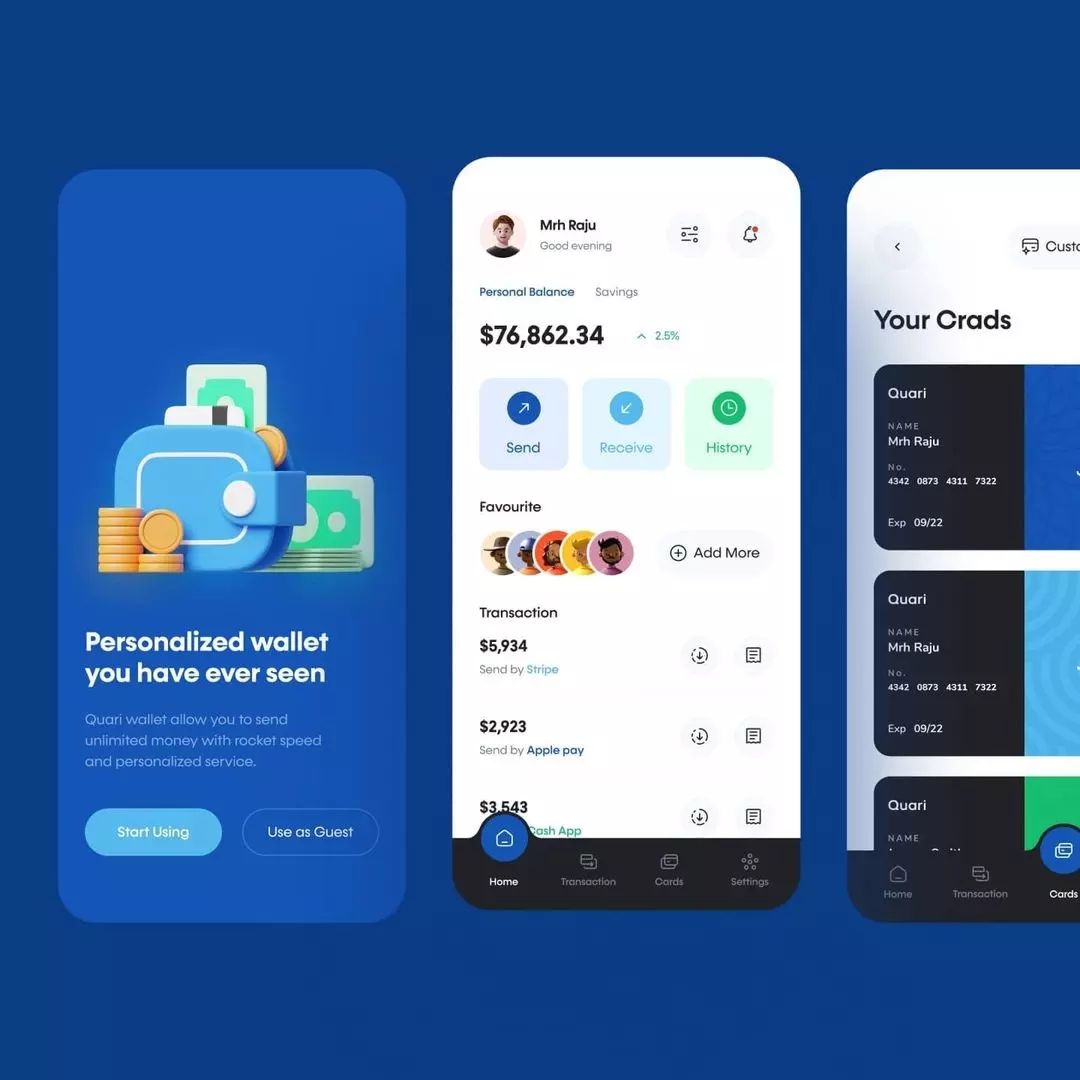 Personalized wallet
you have ever seen
Quari wallet allow you to send
unlimited money with rocket speed
and personalized service.
Start Using
Use as Guest
Mrh Raju
Good evening
Personal Balance
Savings
$76,862.34
2.5%
Send
Receive
History
Favourite
Add More
Transaction
$5,934
Send by Stripe
$2,923
Send by Apple pay
$3,543
Cash App
Home
Transaction
Cards
Settings
Your Crads
Quari
NAME
Mrh Raju
No.
4342 0873 4311 7322
Exp 09/22
Quari
NAME
Mrh Raju
No.
4342 0873 4311 7322
Exp 09/22
Quari
NAME
Home
Transaction
Cards